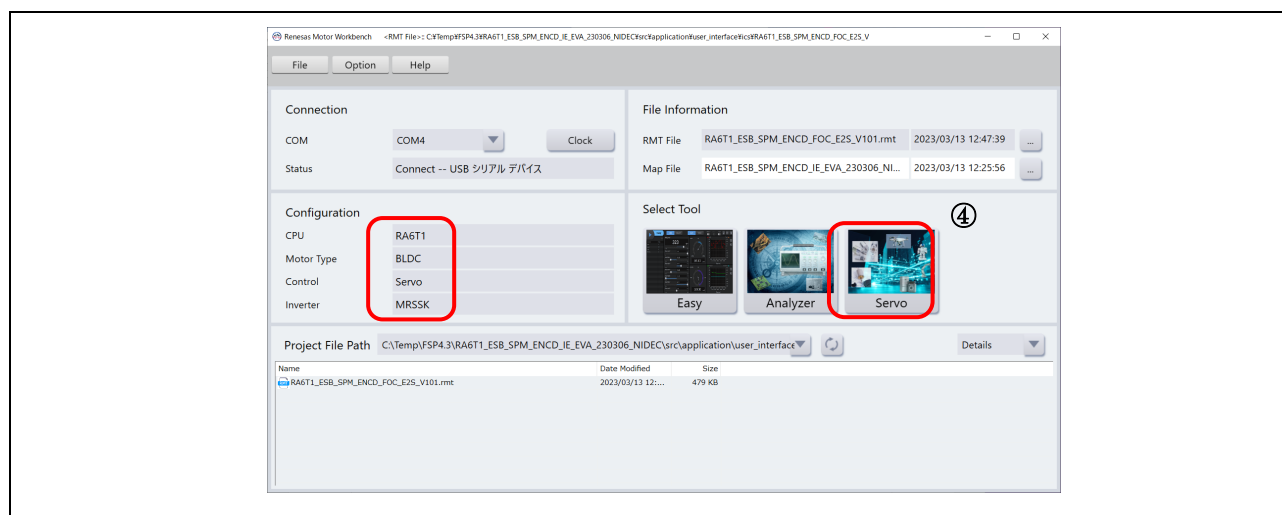 Renesas Motor Workbench <RMT File>: C:¥Temp¥FSP4.3¥RA6T1_ESB_SPM_ENCD_IE_EVA_230306_NIDEC¥src¥application¥user_interface¥ics¥RA6T1_ESB_SPM_ENCD_FOC_E2S_V
File Option Help
Connection
COM COM4 Clock
Status Connect -- USB シリアル デバイス
File Information
RMT File RA6T1_ESB_SPM_ENCD_FOC_E2S_V101.rmt 2023/03/13 12:47:39 ...
Map File RA6T1_ESB_SPM_ENCD_IE_EVA_230306_NI... 2023/03/13 12:25:56 ...
Configuration
CPU RA6T1
Motor Type BLDC
Control Servo
Inverter MRSSK
Select Tool
④
Easy Analyzer Servo
Project File Path C:\Temp\FSP4.3\RA6T1_ESB_SPM_ENCD_IE_EVA_230306_NIDEC\src\application\user_interface Details
Name Date Modified Size
RA6T1_ESB_SPM_ENCD_FOC_E2S_V101.rmt 2023/03/13 12:... 479 KB